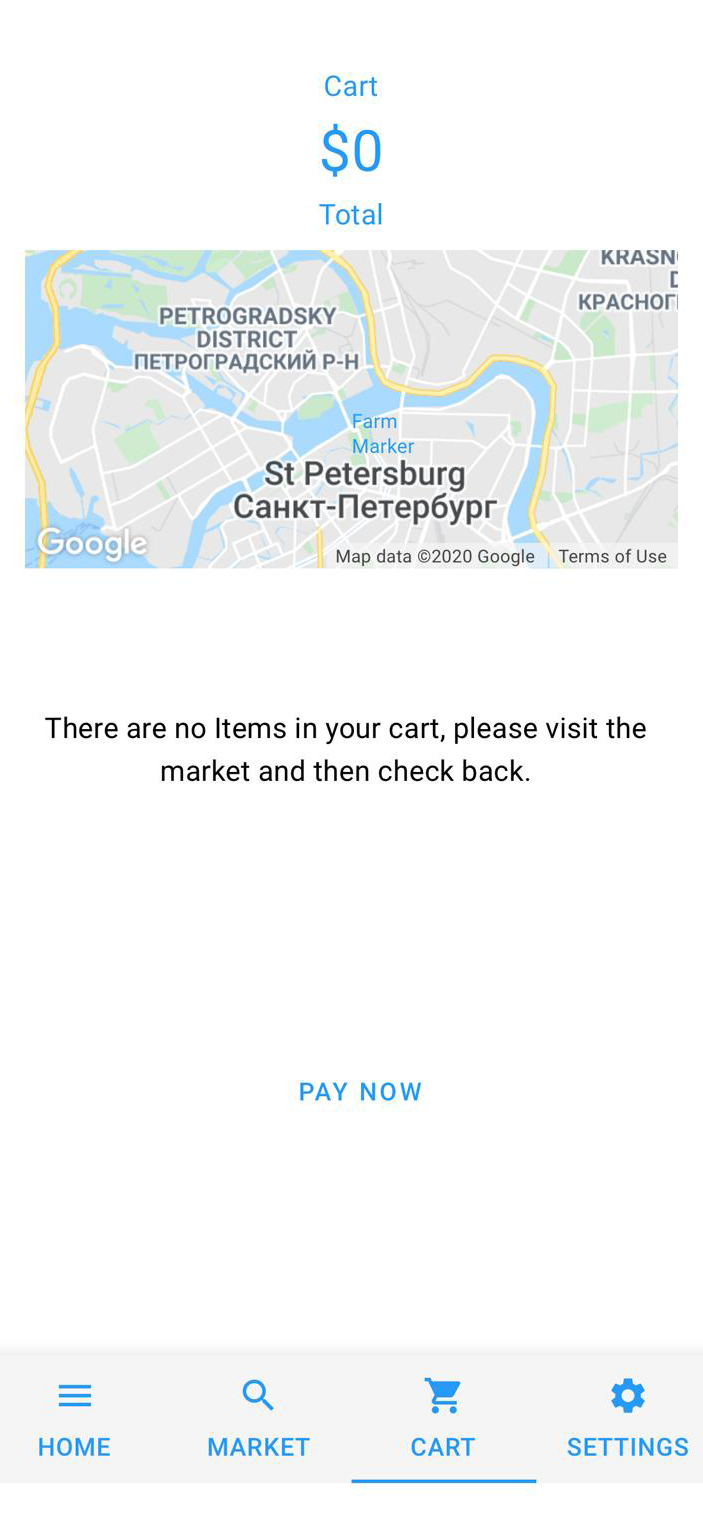 Cart
$0
Total
KRASN
D
КРАСНОГ
PETROGRADSKY
DISTRICT
ПЕТРОГРАДСКИЙ Р-Н
Farm
Marker
St Petersburg
Санкт-Петербург
Google
Map data ©2020 Google Terms of Use
There are no Items in your cart, please visit the
market and then check back.
PAY NOW
HOME MARKET CART SETTINGS